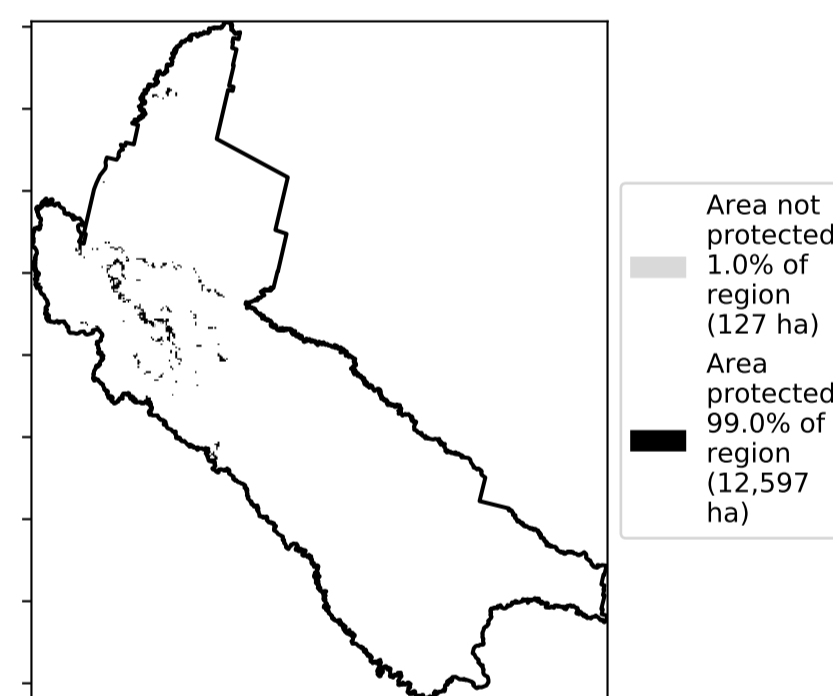 Area not
protected
1.0% of
region
(127 ha)
Area
protected
99.0% of
region
(12,597
ha)